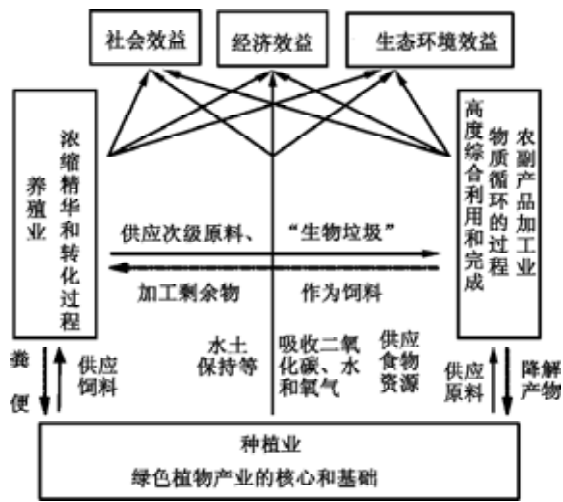 社会效益
经济效益
生态环境效益
养殖业
浓缩精华和转化过程
农副产品加工业
物质循环的过程
高度综合利用和完成
供应次级原料、 “生物垃圾”
加工剩余物 作为饲料
水土
保持等
吸收二氧
化碳、水
和氧气
供应
食物
资源
粪
便
供应
饲料
供应
原料
降解
产物
种植业
绿色植物产业的核心和基础